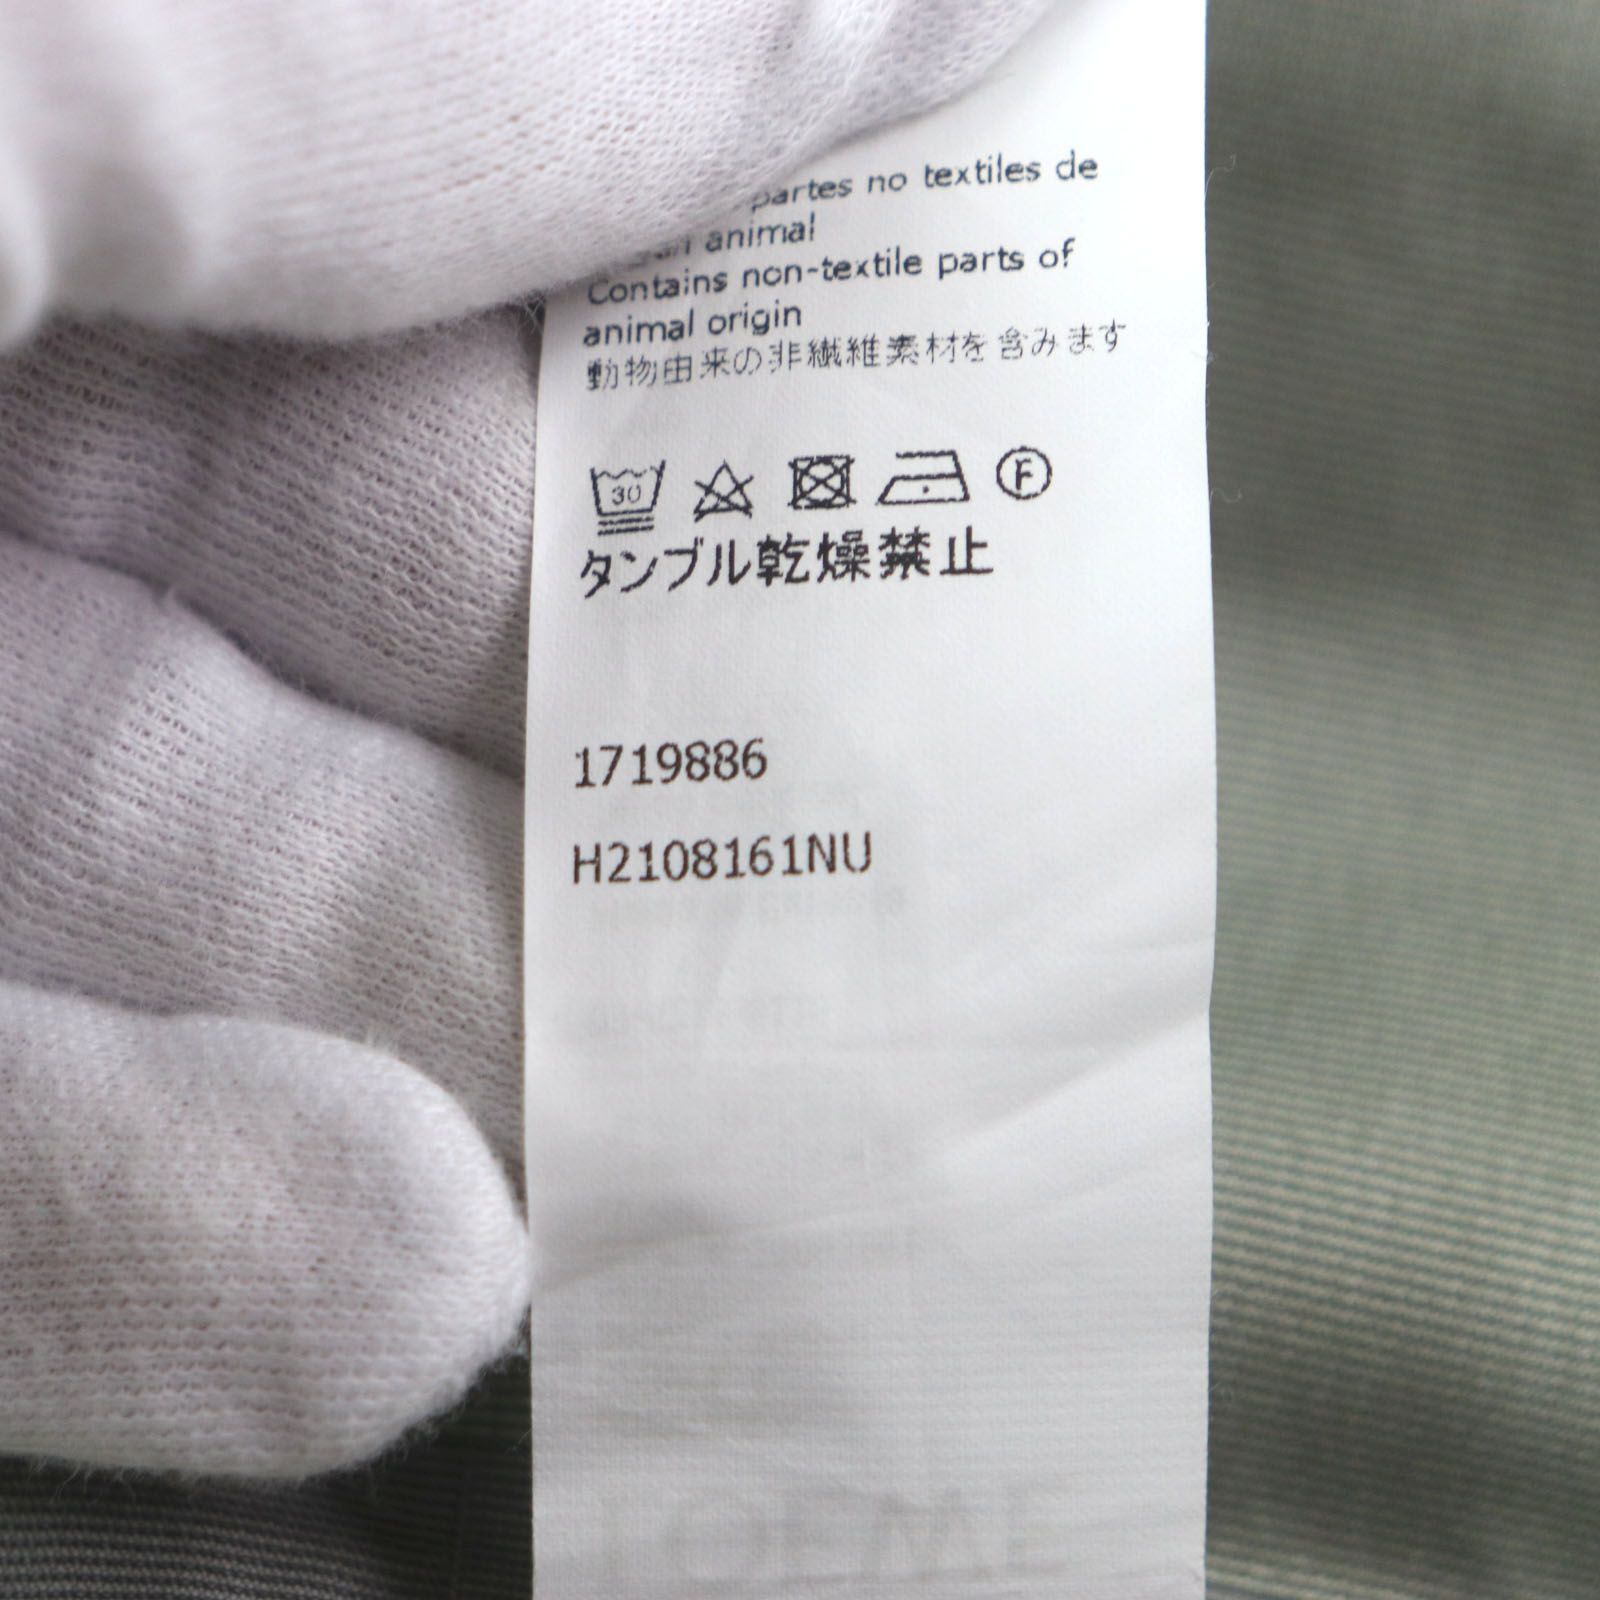 partes no textiles de
animal
Contains non-textile parts of
animal origin
動物由来の非繊維素材を含みます
30 F
タンブル乾燥禁止
1719886
H2108161NU